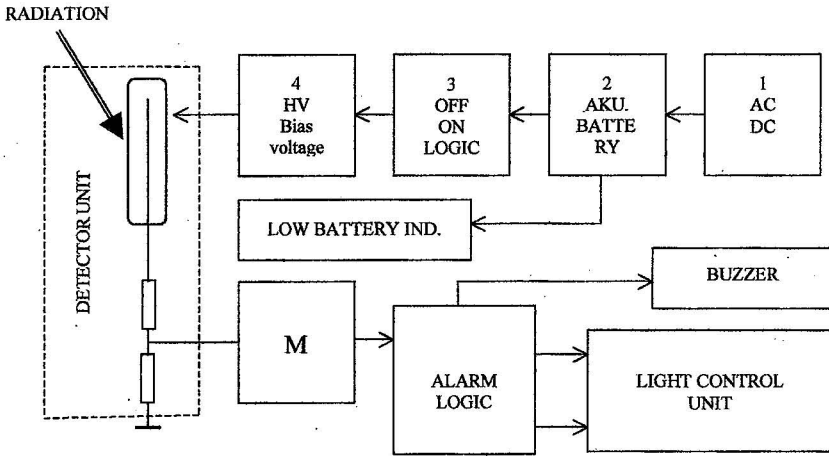 RADIATION
4
HV
Bias
voltage
3
OFF
ON
LOGIC
2
AKU.
BATTE
RY
1
AC
DC
DETECTOR UNIT
LOW BATTERY IND.
BUZZER
M
ALARM
LOGIC
LIGHT CONTROL
UNIT